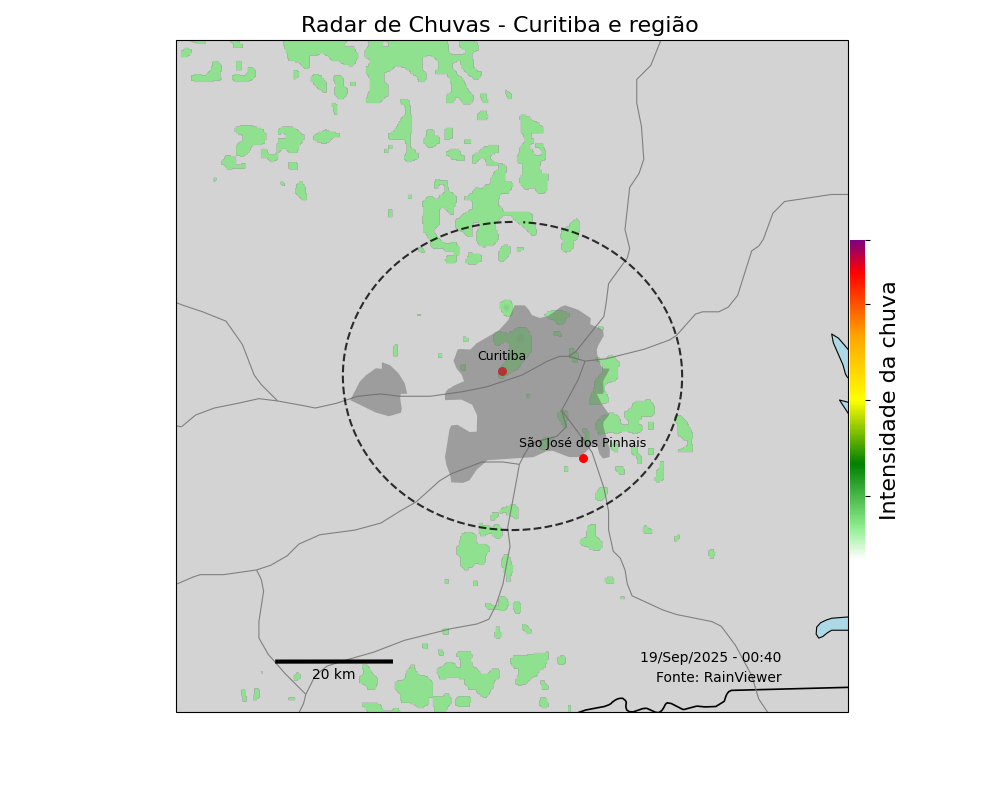 Radar de Chuvas - Curitiba e região
Curitiba
São José dos Pinhais
Intensidade da chuva
20 km
19/Sep/2025 - 00:40
Fonte: RainViewer